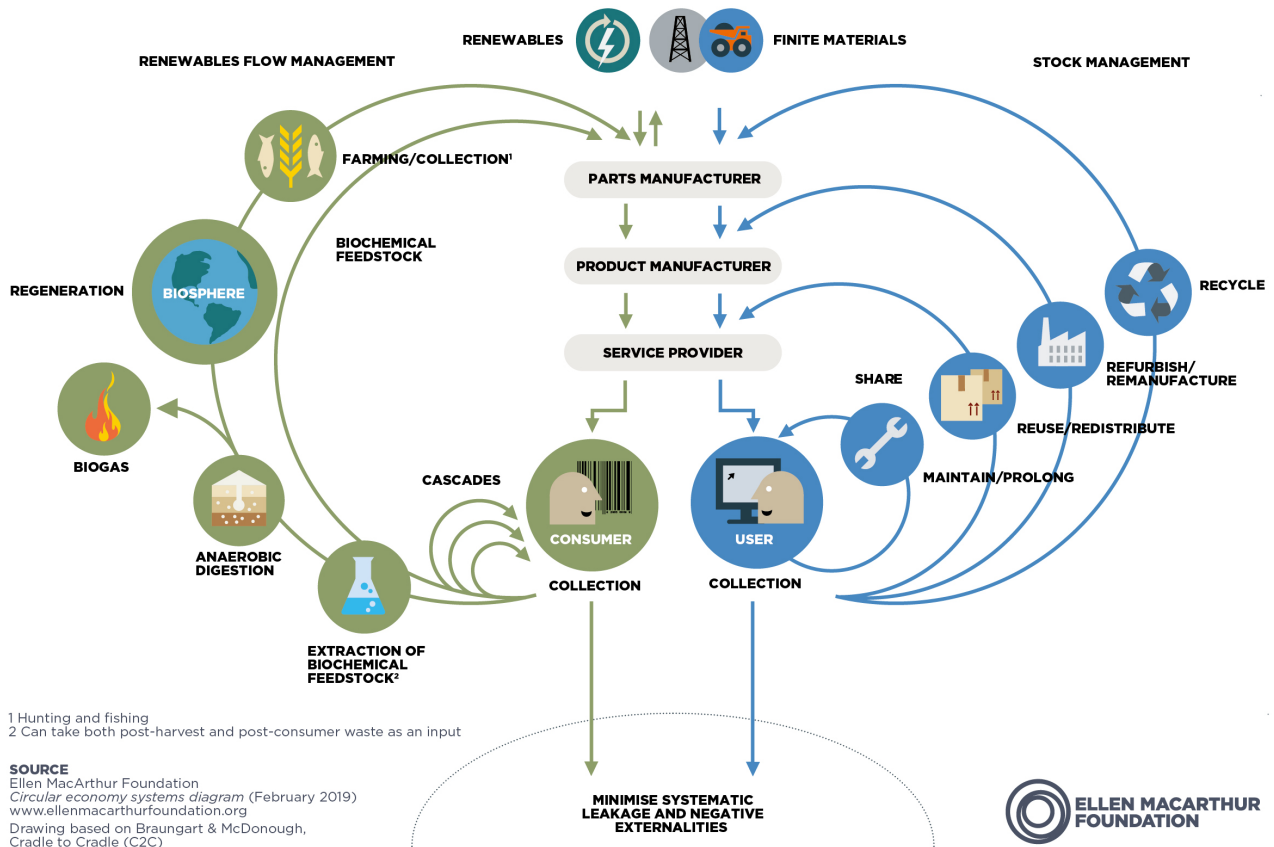 RENEWABLES
FINITE MATERIALS
RENEWABLES FLOW MANAGEMENT
STOCK MANAGEMENT
FARMING/COLLECTION¹
PARTS MANUFACTURER
BIOCHEMICAL
FEEDSTOCK
PRODUCT MANUFACTURER
REGENERATION
BIOSPHERE
RECYCLE
SERVICE PROVIDER
SHARE
REFURBISH/
REMANUFACTURE
REUSE/REDISTRIBUTE
BIOGAS
MAINTAIN/PROLONG
CASCADES
CONSUMER
USER
ANAEROBIC
DIGESTION
COLLECTION
COLLECTION
EXTRACTION OF
BIOCHEMICAL
FEEDSTOCK²
1 Hunting and fishing
2 Can take both post-harvest and post-consumer waste as an input
SOURCE
Ellen MacArthur Foundation
Circular economy systems diagram (February 2019)
www.ellenmacarthurfoundation.org
Drawing based on Braungart & McDonough,
Cradle to Cradle (C2C)
MINIMISE SYSTEMATIC
LEAKAGE AND NEGATIVE
EXTERNALITIES
ELLEN MACARTHUR
FOUNDATION